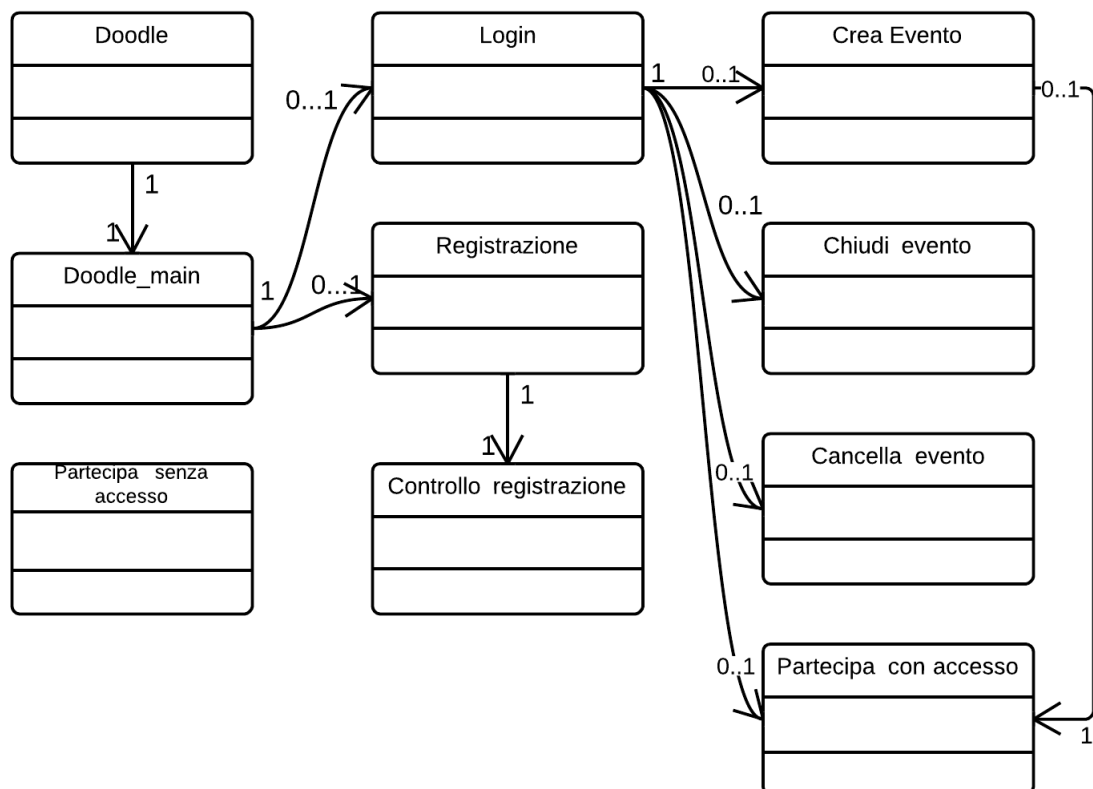 Doodle
Login
Crea Evento
1
0..1
0..1
0...1
1
0..1
1
Registrazione
Chiudi evento
Doodle_main
1
0...1
1
1
Partecipa senza
accesso
Controllo registrazione
Cancella evento
0..1
0..1
Partecipa con accesso
1